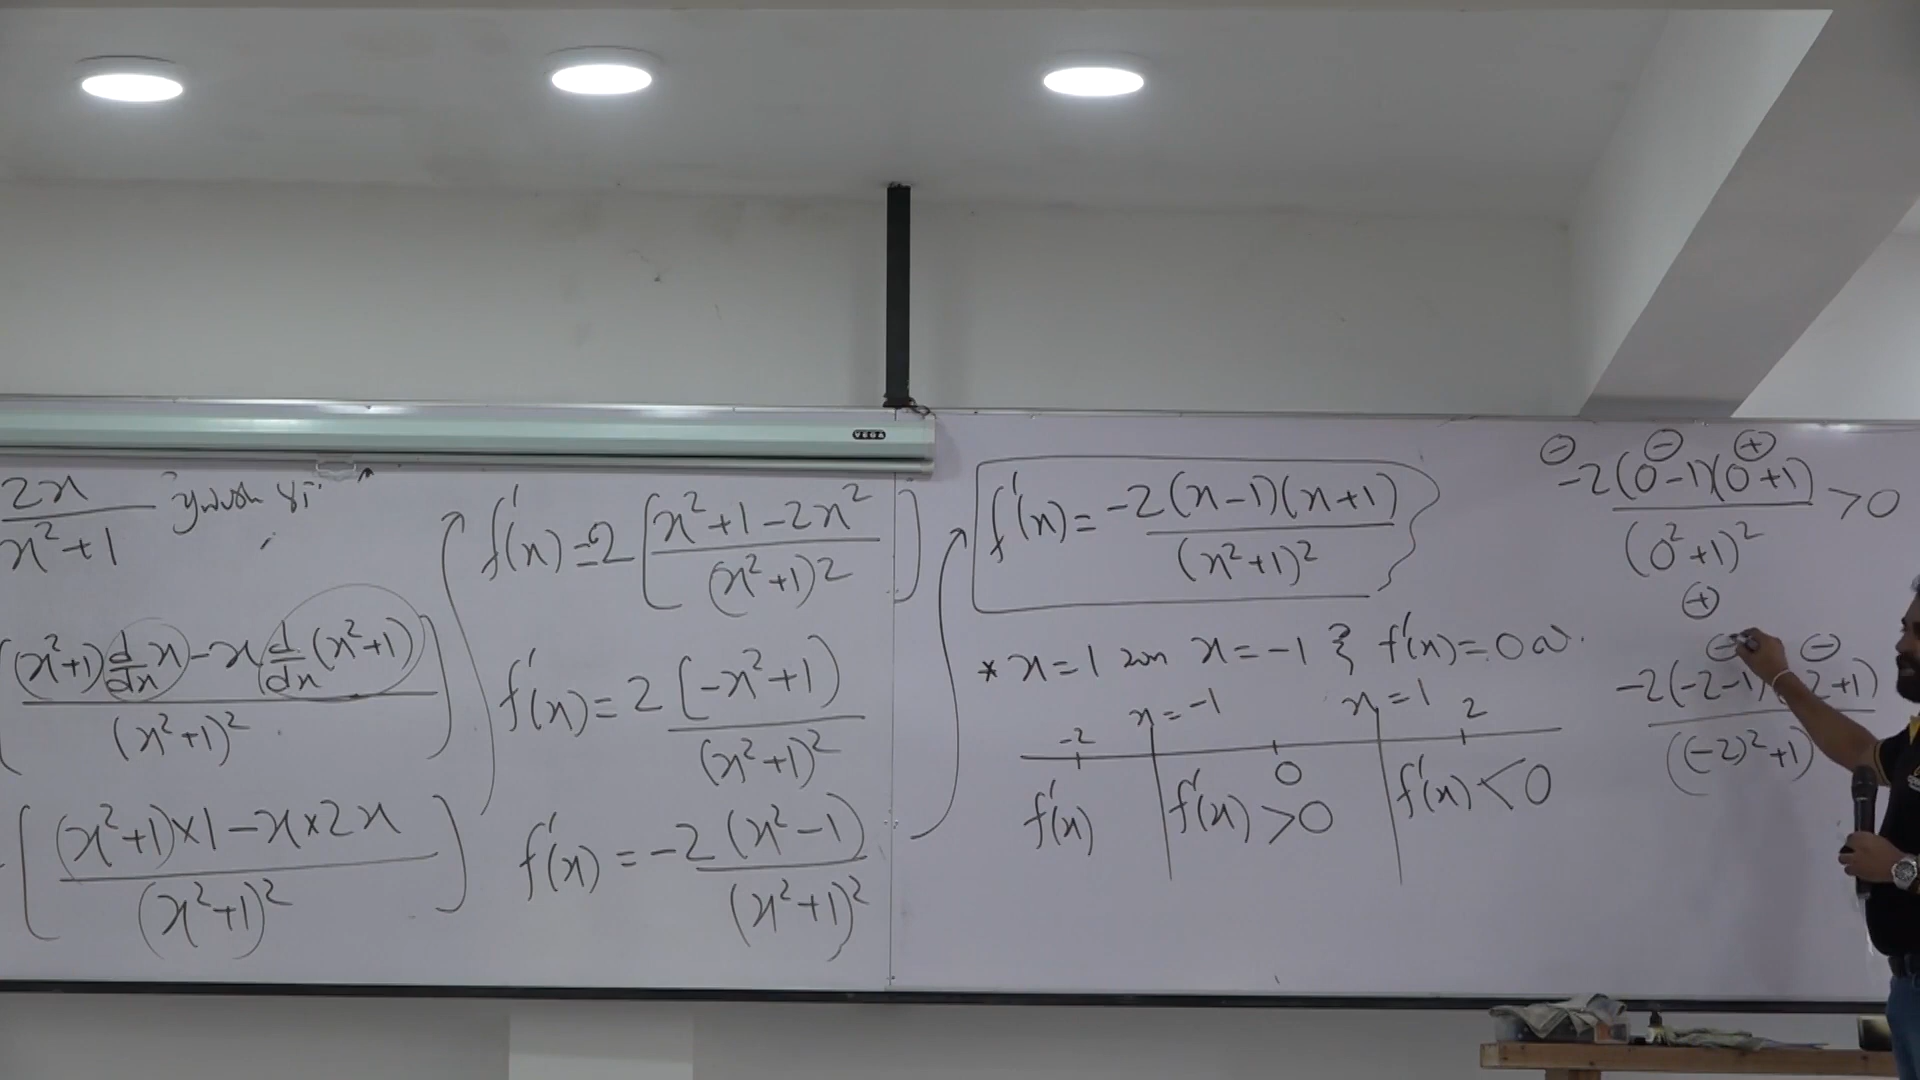 VEGA
2x
x²+1
(x²+1) d/dx x - x d/dx (x²+1)
(x²+1)²
[(x²+1)×1-x×2x]
(x²+1)²
f'(x)=2[x²+1-2x²]
(x²+1)²
f'(x)=2[-x²+1)
(x²+1)²
f'(x)=-2(x²-1)
(x²+1)²
f'(x)=-2(x-1)(x+1)
(x²+1)²
* x=1 x=-1 f'(x)=0
x=-1 x=1
-2 0 2
f'(x) f'(x)>0 f'(x)<0
⊖ ⊖ ⊕
-2(0-1)(0+1) >0
(0²+1)²
⊕
⊖ ⊖
-2(-2-1) 2+1)
((-2)²+1)